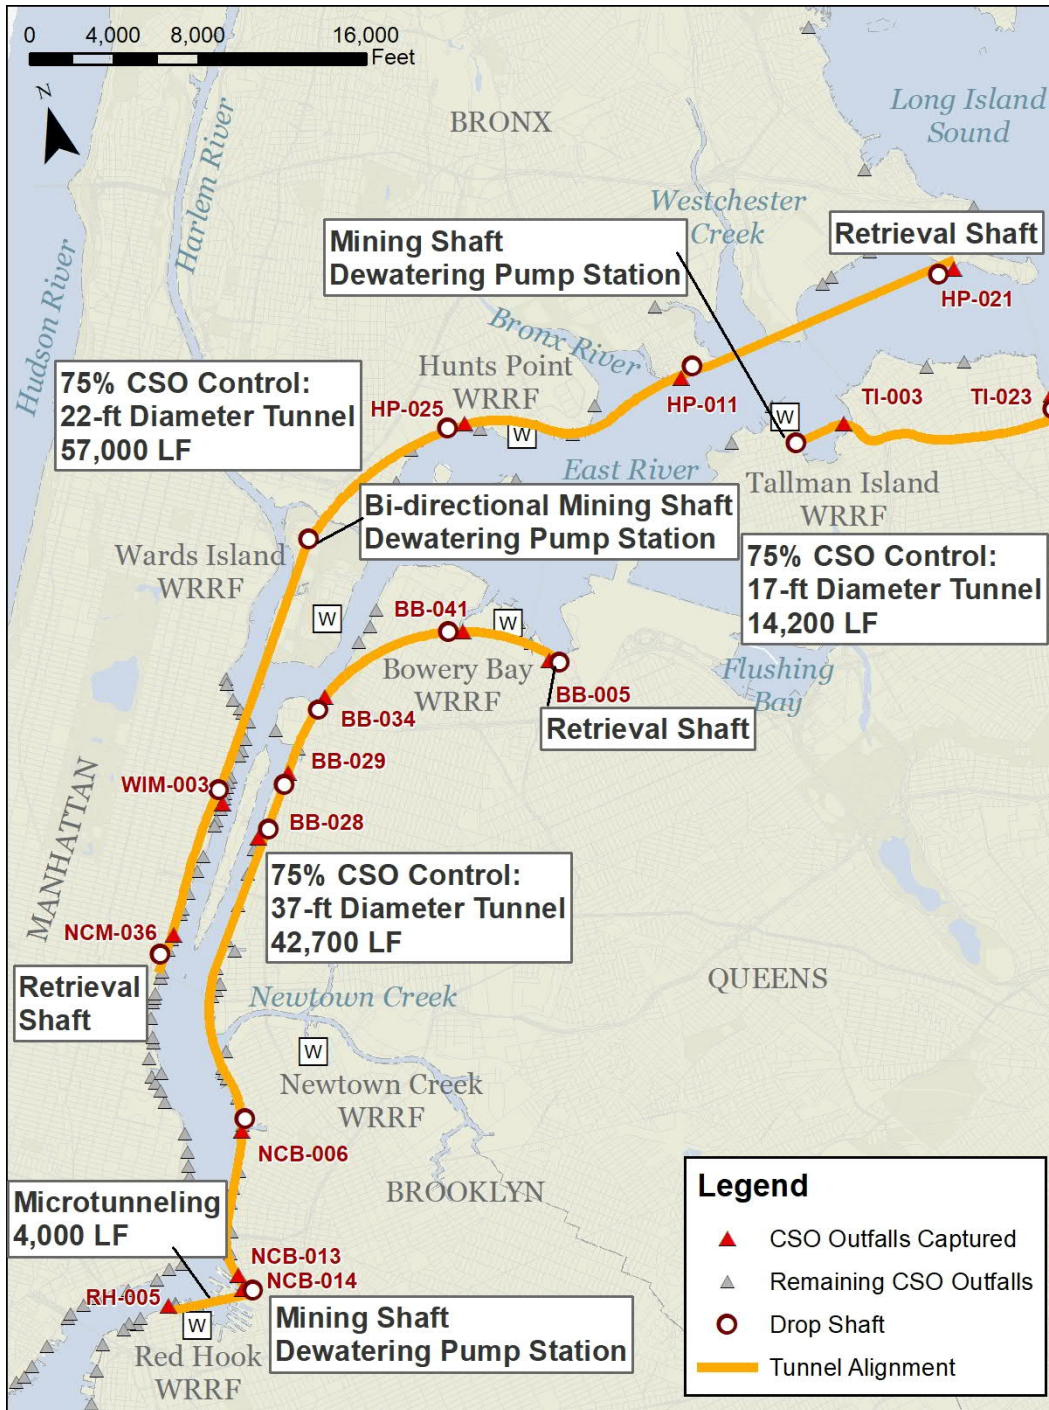 0 4,000 8,000 16,000
Feet
N
BRONX
Long Island
Sound
Harlem River
Hudson River
Westchester
Creek
Mining Shaft
Dewatering Pump Station
Retrieval Shaft
HP-021
Bronx River
Hunts Point
WRRF
75% CSO Control:
22-ft Diameter Tunnel
57,000 LF
HP-025
HP-011
W
W
TI-003
TI-023
East River
Tallman Island
WRRF
Bi-directional Mining Shaft
Dewatering Pump Station
Wards Island
WRRF
75% CSO Control:
17-ft Diameter Tunnel
14,200 LF
W
BB-041
W
Bowery Bay
WRRF
BB-005
Flushing
Bay
BB-034
Retrieval Shaft
BB-029
WIM-003
BB-028
MANHATTAN
75% CSO Control:
37-ft Diameter Tunnel
42,700 LF
NCM-036
Retrieval
Shaft
QUEENS
Newtown Creek
W
Newtown Creek
WRRF
NCB-006
BROOKLYN
Microtunneling
4,000 LF
NCB-013
NCB-014
RH-005
W
Red Hook
WRRF
Mining Shaft
Dewatering Pump Station
Legend
CSO Outfalls Captured
Remaining CSO Outfalls
Drop Shaft
Tunnel Alignment